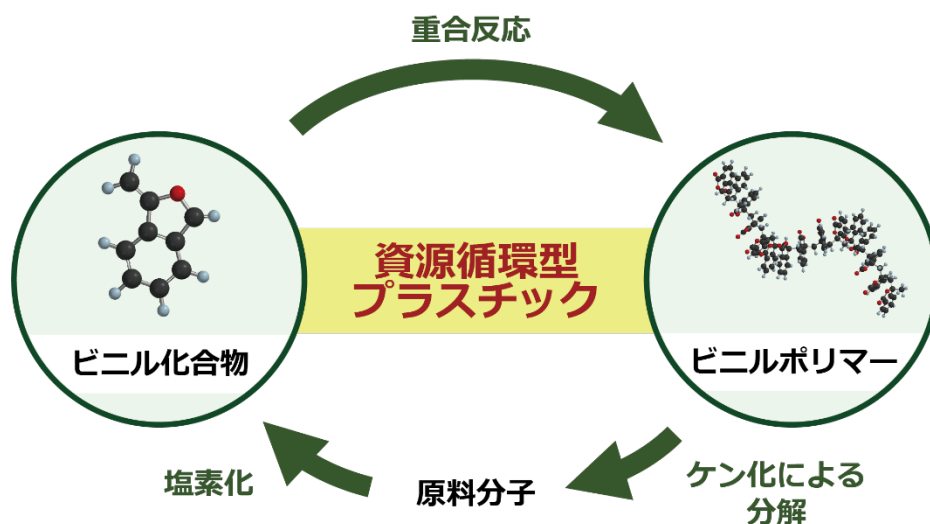 重合反応
資源循環型
プラスチック
ビニル化合物
ビニルポリマー
塩素化
原料分子
ケン化による
分解